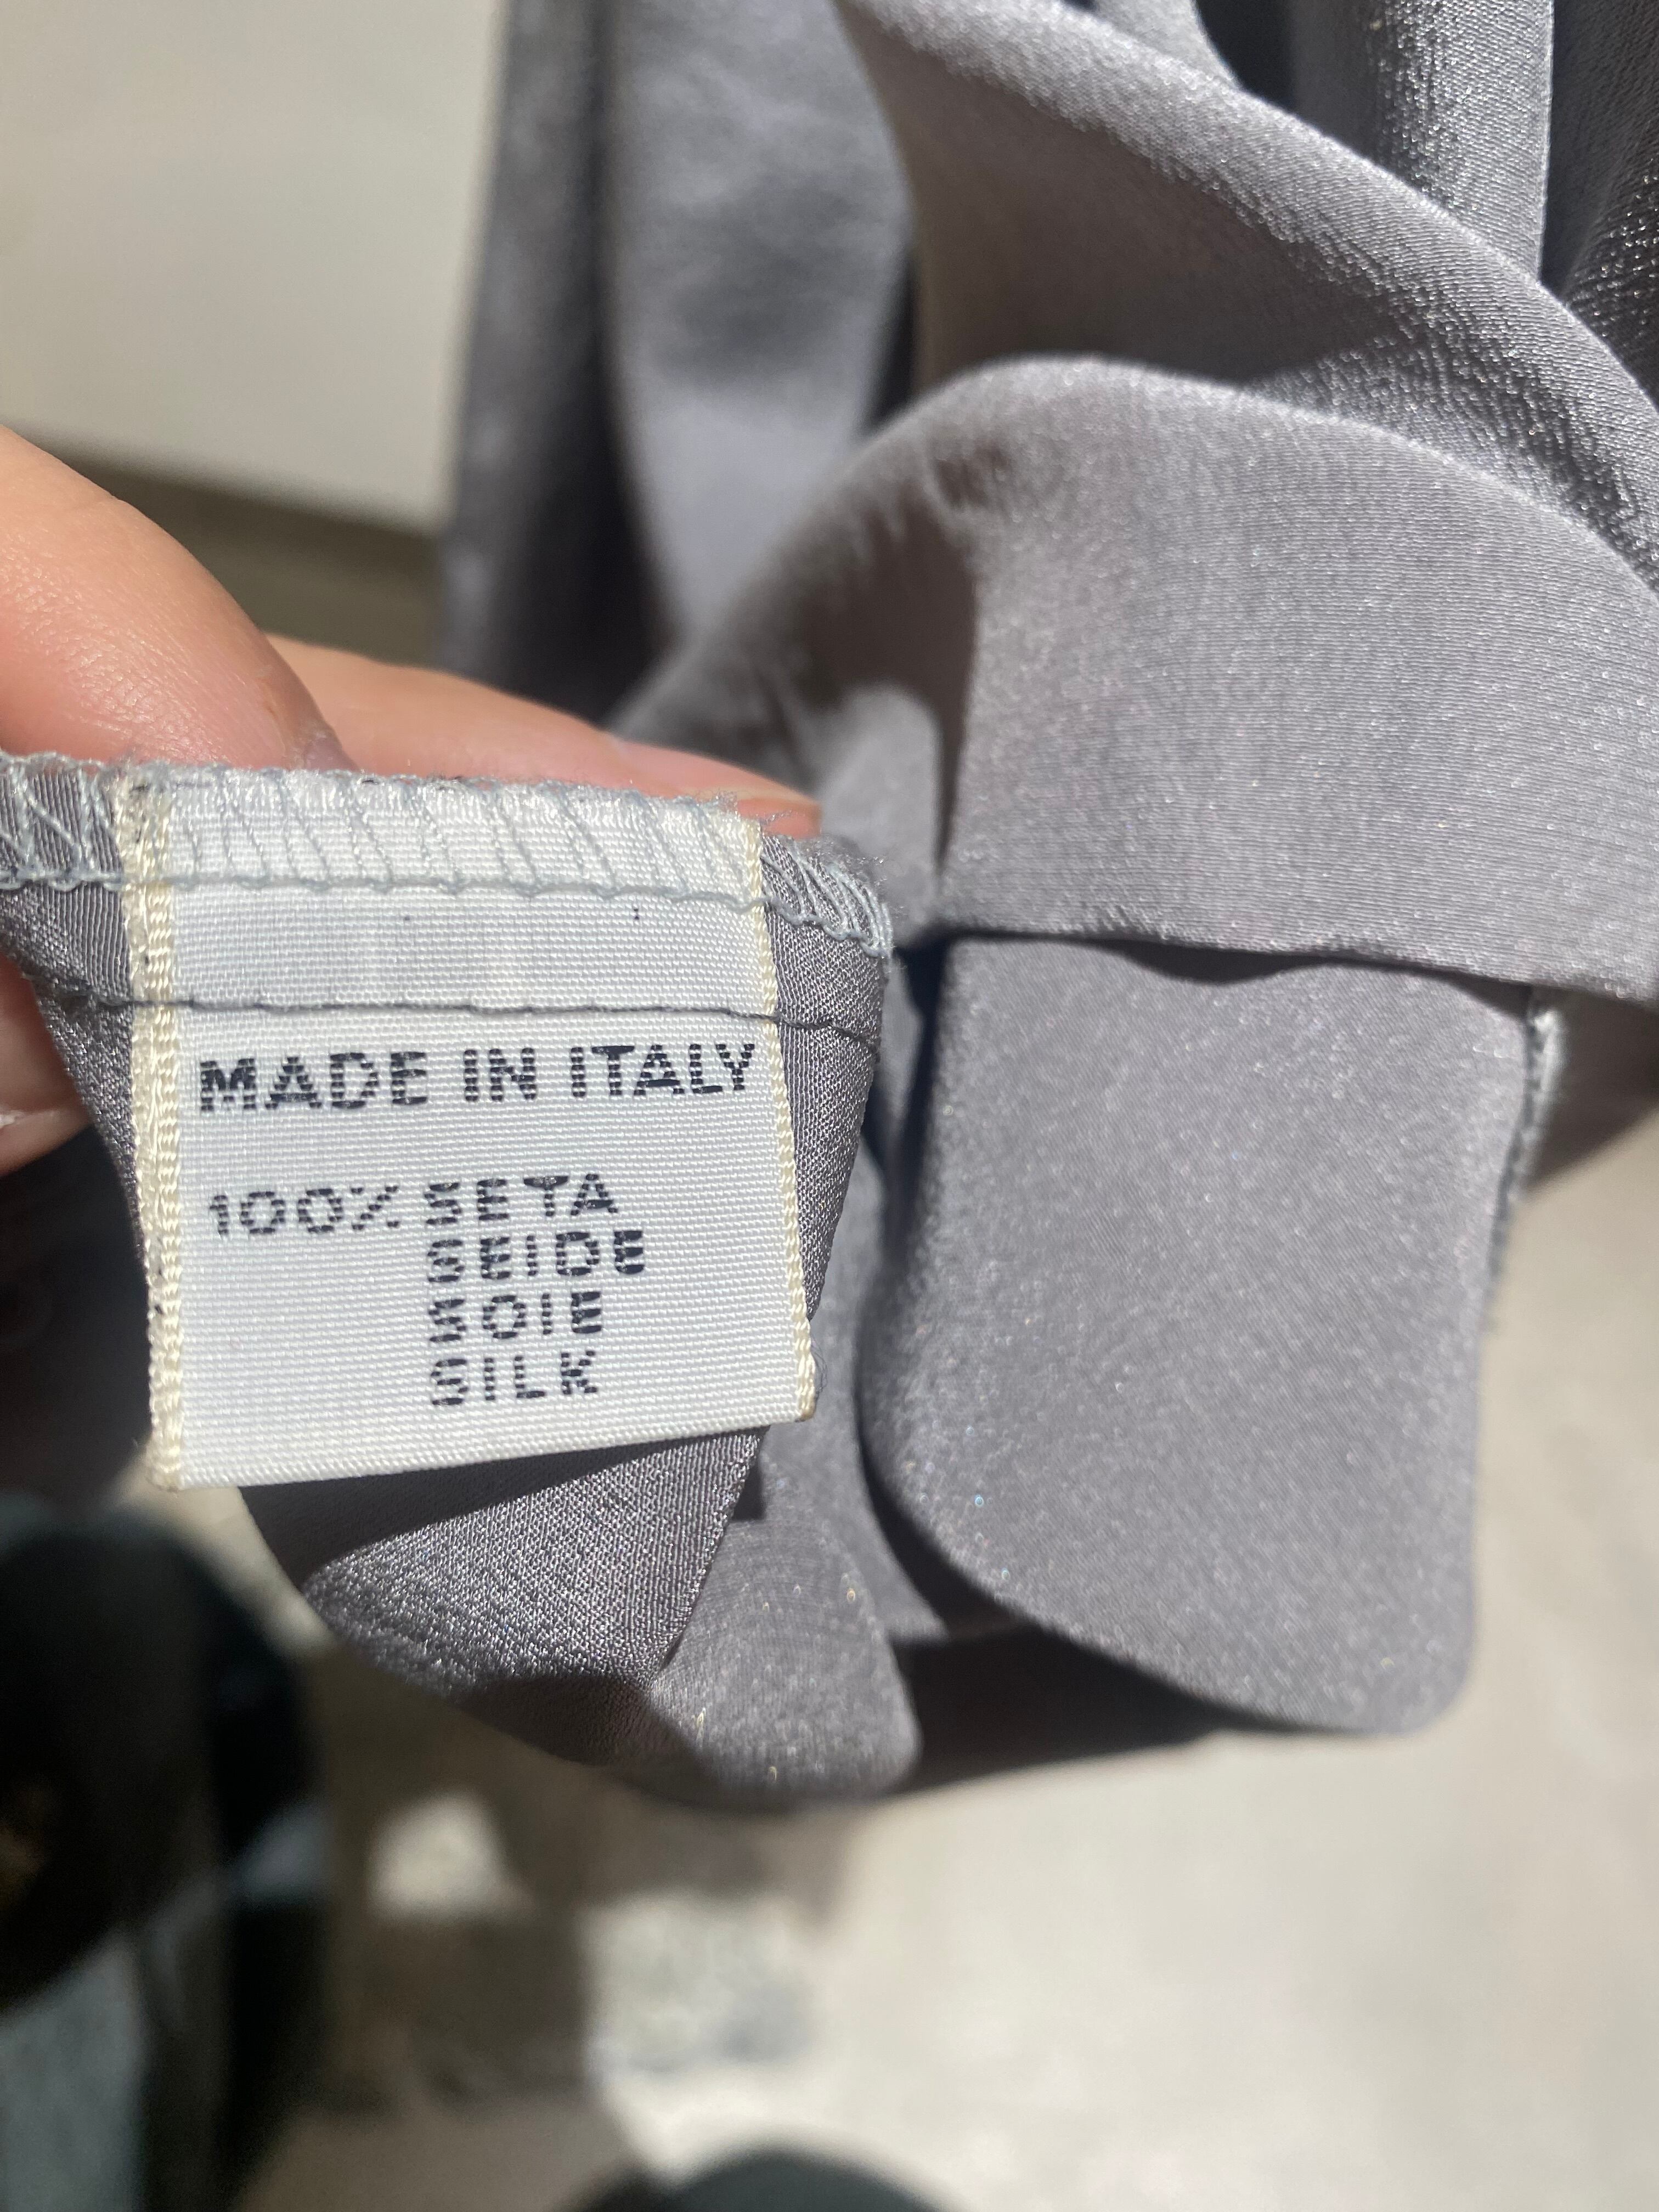 MADE IN ITALY
100% SETA
SEIDE
SOIE
SILK